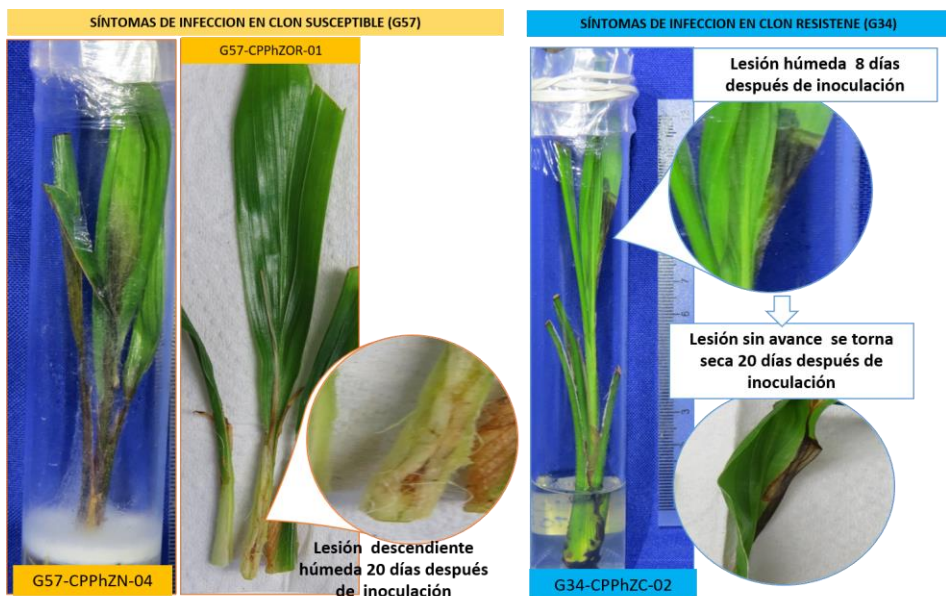 SÍNTOMAS DE INFECCION EN CLON SUSCEPTIBLE (G57)
G57-CPPhZOR-01
G57-CPPhZN-04
Lesión descendiente
húmeda 20 días después
de inoculación
SÍNTOMAS DE INFECCION EN CLON RESISTENE (G34)
Lesión húmeda 8 días
después de inoculación
Lesión sin avance se torna
seca 20 días después de
inoculación
G34-CPPhZC-02